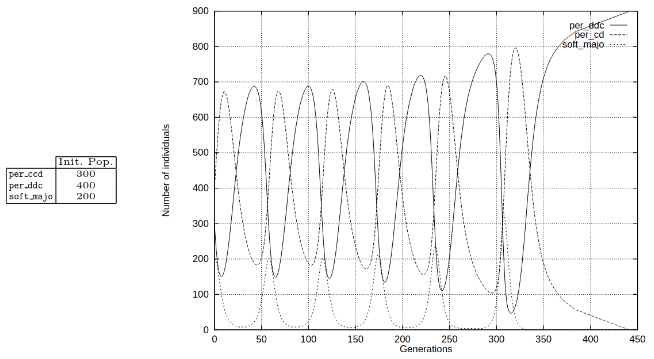 Init. Pop.
per_ccd 300
per_ddc 400
soft_majo 200
Number of individuals
900
800
700
600
500
400
300
200
100
0
per_ddc
per_cd
soft_majo
0 50 100 150 200 250 300 350 400 450
Generations